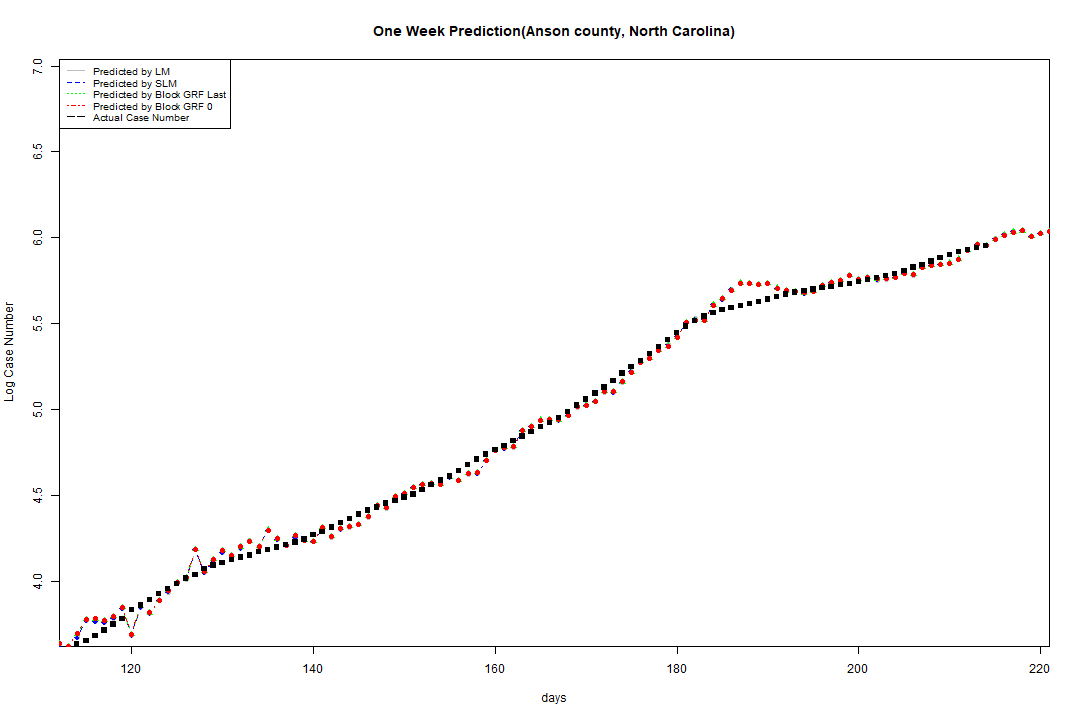 One Week Prediction(Anson county, North Carolina)
Predicted by LM
Predicted by SLM
Predicted by Block GRF Last
Predicted by Block GRF 0
Actual Case Number
7.0
6.5
6.0
5.5
5.0
4.5
4.0
Log Case Number
120 140 160 180 200 220
days